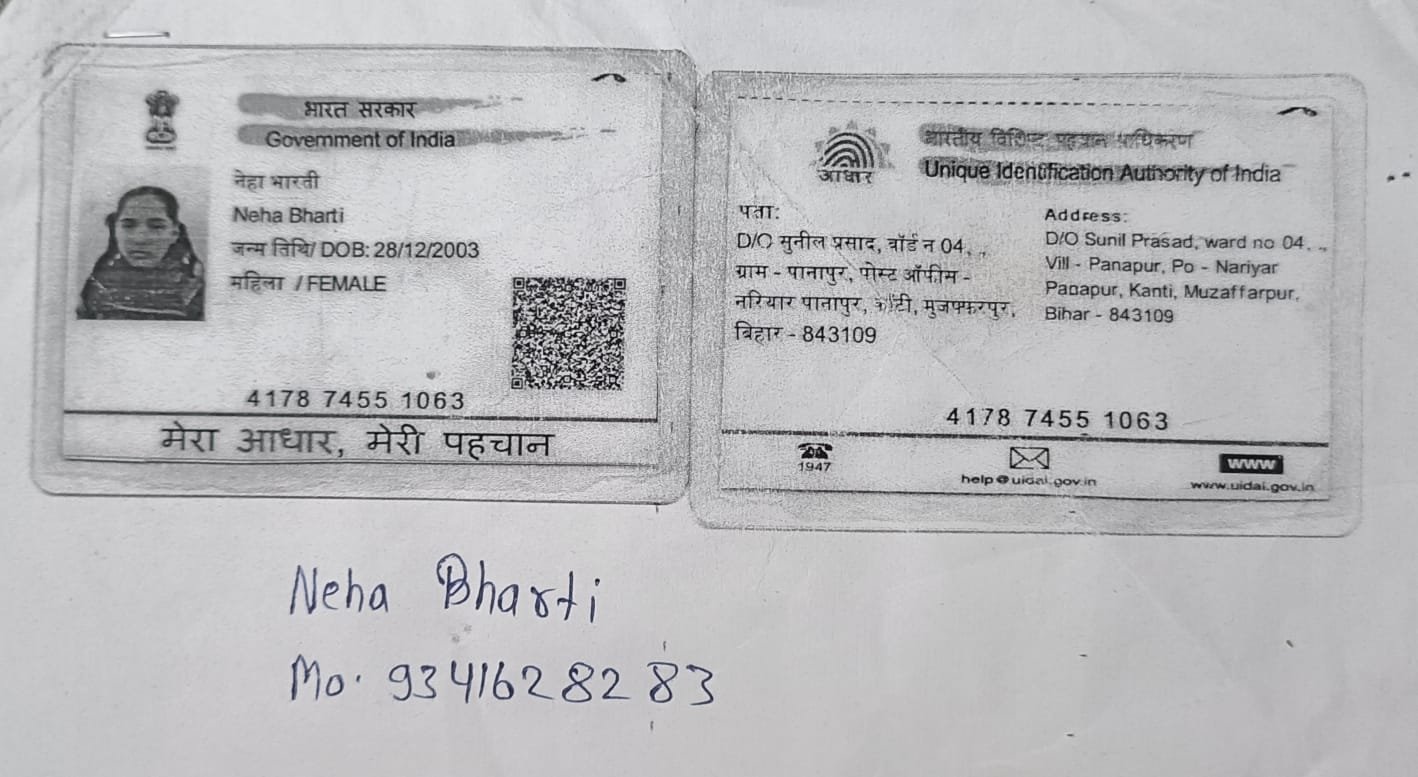 भारत सरकार
Government of India
नेहा भारती
Neha Bharti
जन्म तिथि/ DOB: 28/12/2003
महिला / FEMALE
4178 7455 1063
मेरा आधार, मेरी पहचान
भारतीय विशिष्ट पहचान प्राधिकरण
आधार
Unique Identification Authority of India
पता:
D/O सुनील प्रसाद, वॉर्ड न 04, ,
ग्राम - पानापुर, पोस्ट ऑफीस -
नरियार पानापुर, कांटी, मुजफ्फरपुर,
बिहार - 843109
Address:
D/O Sunil Prasad, ward no 04, ,
Vill - Panapur, Po - Nariyar
Panapur, Kanti, Muzaffarpur,
Bihar - 843109
4178 7455 1063
1947
help@uidai.gov.in
www
www.uidai.gov.in
Neha Bharti
Mo. 9341628283